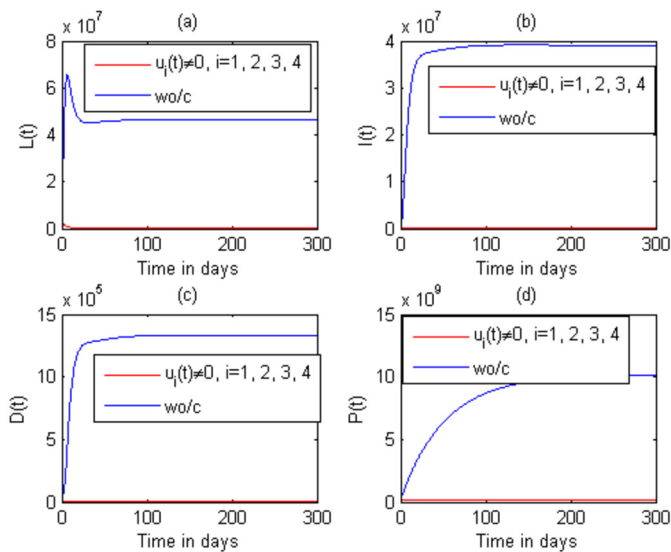 (a)
x 10^7
8
6
4
2
0
L(t)
u_i(t)≠0, i=1, 2, 3, 4
wo/c
0 100 200 300
Time in days
(b)
x 10^7
4
3
2
1
0
I(t)
u_i(t)≠0, i=1, 2, 3, 4
wo/c
0 100 200 300
Time in days
(c)
x 10^5
15
10
5
0
D(t)
u_i(t)≠0, i=1, 2, 3, 4
wo/c
0 100 200 300
Time in days
(d)
x 10^9
15
10
5
0
P(t)
u_i(t)≠0, i=1, 2, 3, 4
wo/c
0 100 200 300
Time in days